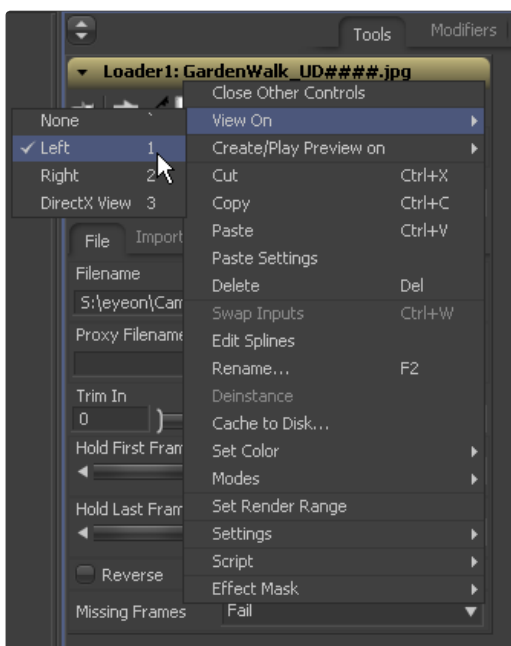 Tools
Modifiers
Loader1: GardenWalk_UD####.jpg
Close Other Controls
None `
View On
Left 1
Create/Play Preview on
Right 2
Cut Ctrl+X
DirectX View 3
Copy Ctrl+C
File
Import
Paste Ctrl+V
Paste Settings
Filename
Delete Del
S:\eyeon\Cam
Swap Inputs Ctrl+W
Proxy Filename
Edit Splines
Rename... F2
Trim In
Deinstance
0
Cache to Disk...
Hold First Fram
Set Color
Modes
Hold Last Fram
Set Render Range
Settings
Script
Reverse
Effect Mask
Missing Frames Fail